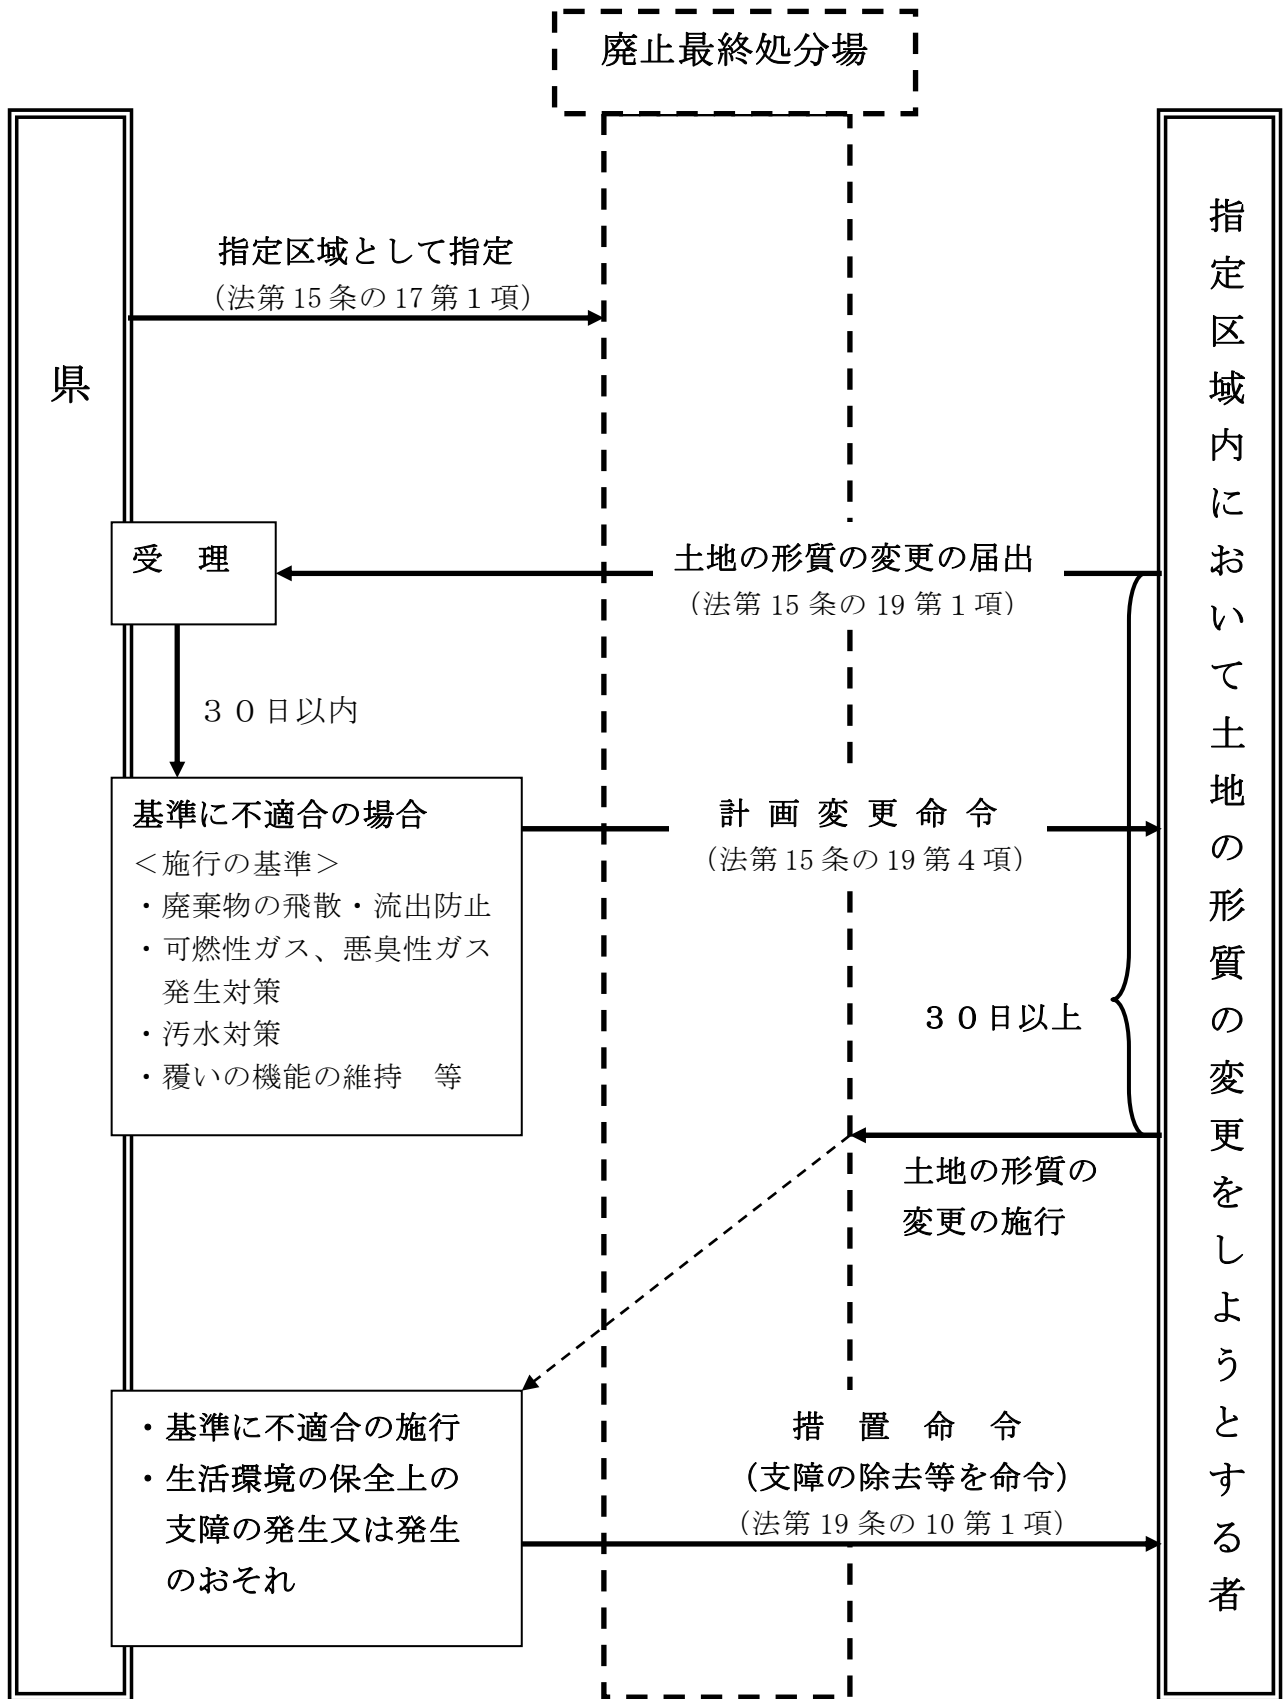 廃止最終処分場
県
指定区域として指定
（法第15条の17第１項）
受　理
土地の形質の変更の届出
（法第15条の19第１項）
３０日以内
基準に不適合の場合
＜施行の基準＞
・廃棄物の飛散・流出防止
・可燃性ガス、悪臭性ガス
発生対策
・汚水対策
・覆いの機能の維持　等
計画変更命令
（法第15条の19第４項）
３０日以上
土地の形質の
変更の施行
・基準に不適合の施行
・生活環境の保全上の
支障の発生又は発生
のおそれ
措　置　命　令
（支障の除去等を命令）
（法第19条の10第１項）
指定区域内において土地の形質の変更をしようとする者